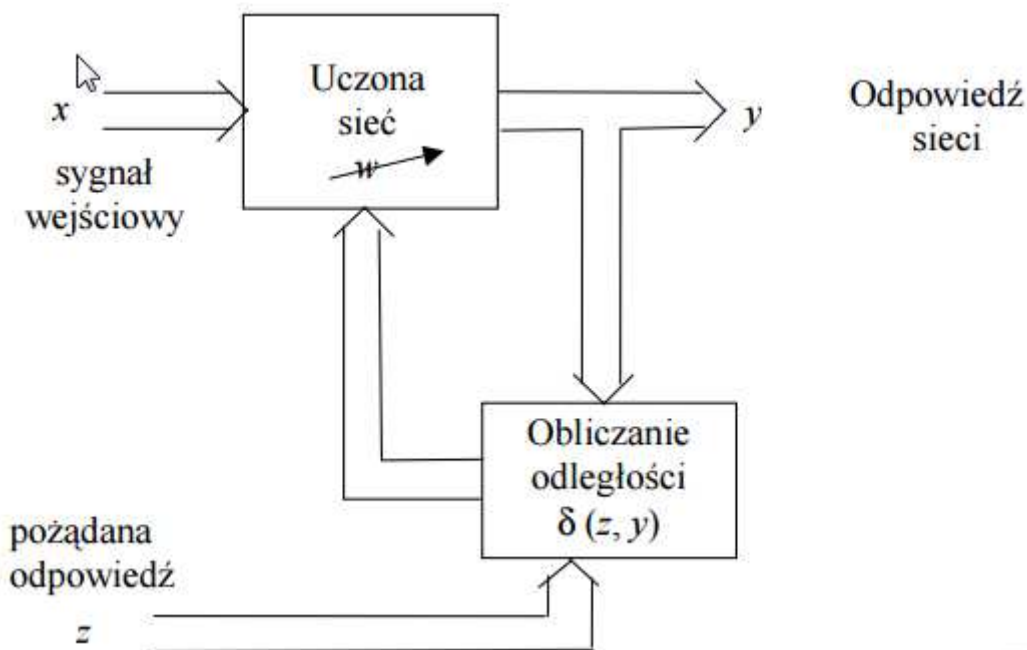 x
sygnał
wejściowy
Uczona
sieć
w
y
Odpowiedź
sieci
Obliczanie
odległości
δ (z, y)
pożądana
odpowiedź
z